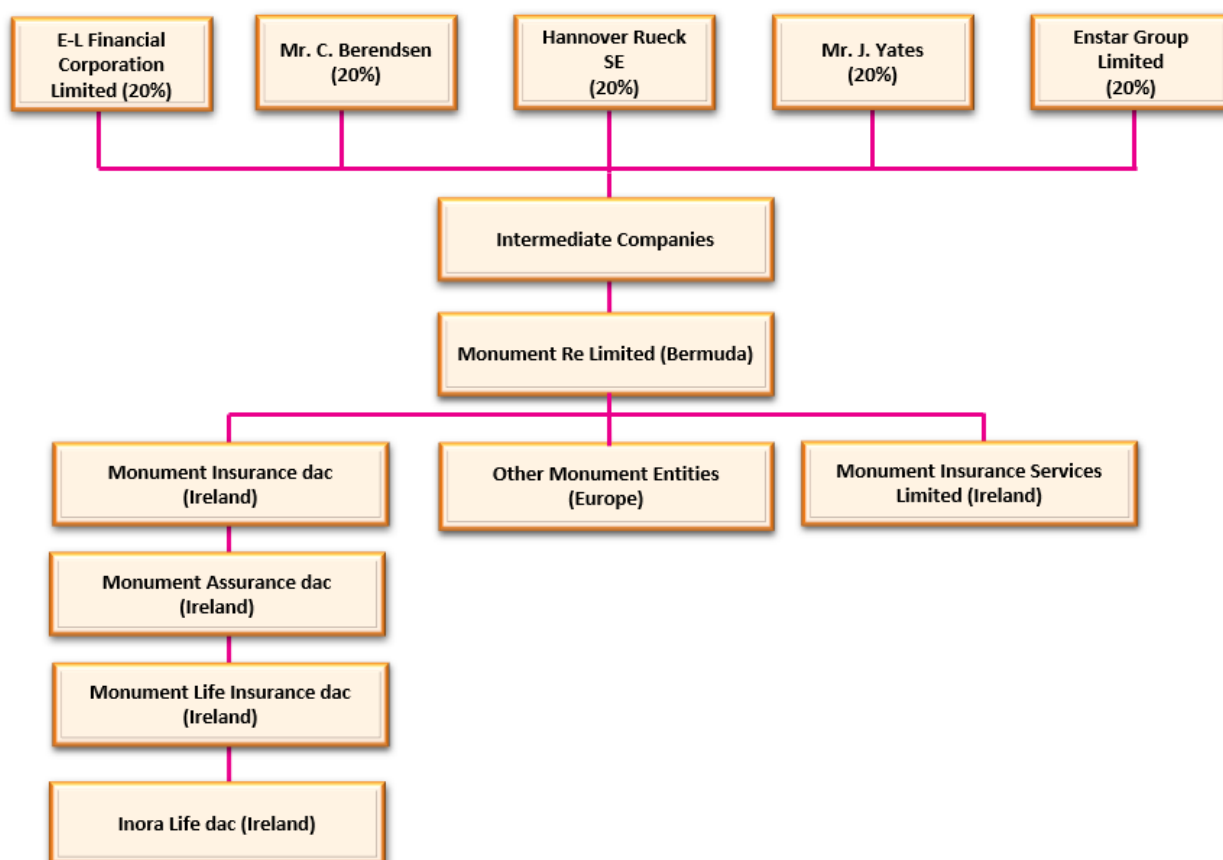 E-L Financial
Corporation
Limited (20%)
Mr. C. Berendsen
(20%)
Hannover Rueck
SE
(20%)
Mr. J. Yates
(20%)
Enstar Group
Limited
(20%)
Intermediate Companies
Monument Re Limited (Bermuda)
Monument Insurance dac
(Ireland)
Other Monument Entities
(Europe)
Monument Insurance Services
Limited (Ireland)
Monument Assurance dac
(Ireland)
Monument Life Insurance dac
(Ireland)
Inora Life dac (Ireland)